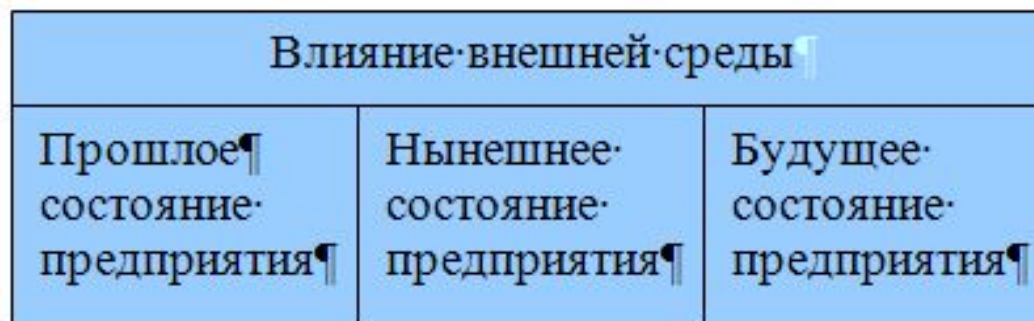 Влияние·внешней·среды¶
Прошлое¶
состояние·
предприятия¶
Нынешнее·
состояние·
предприятия¶
Будущее·
состояние·
предприятия¶